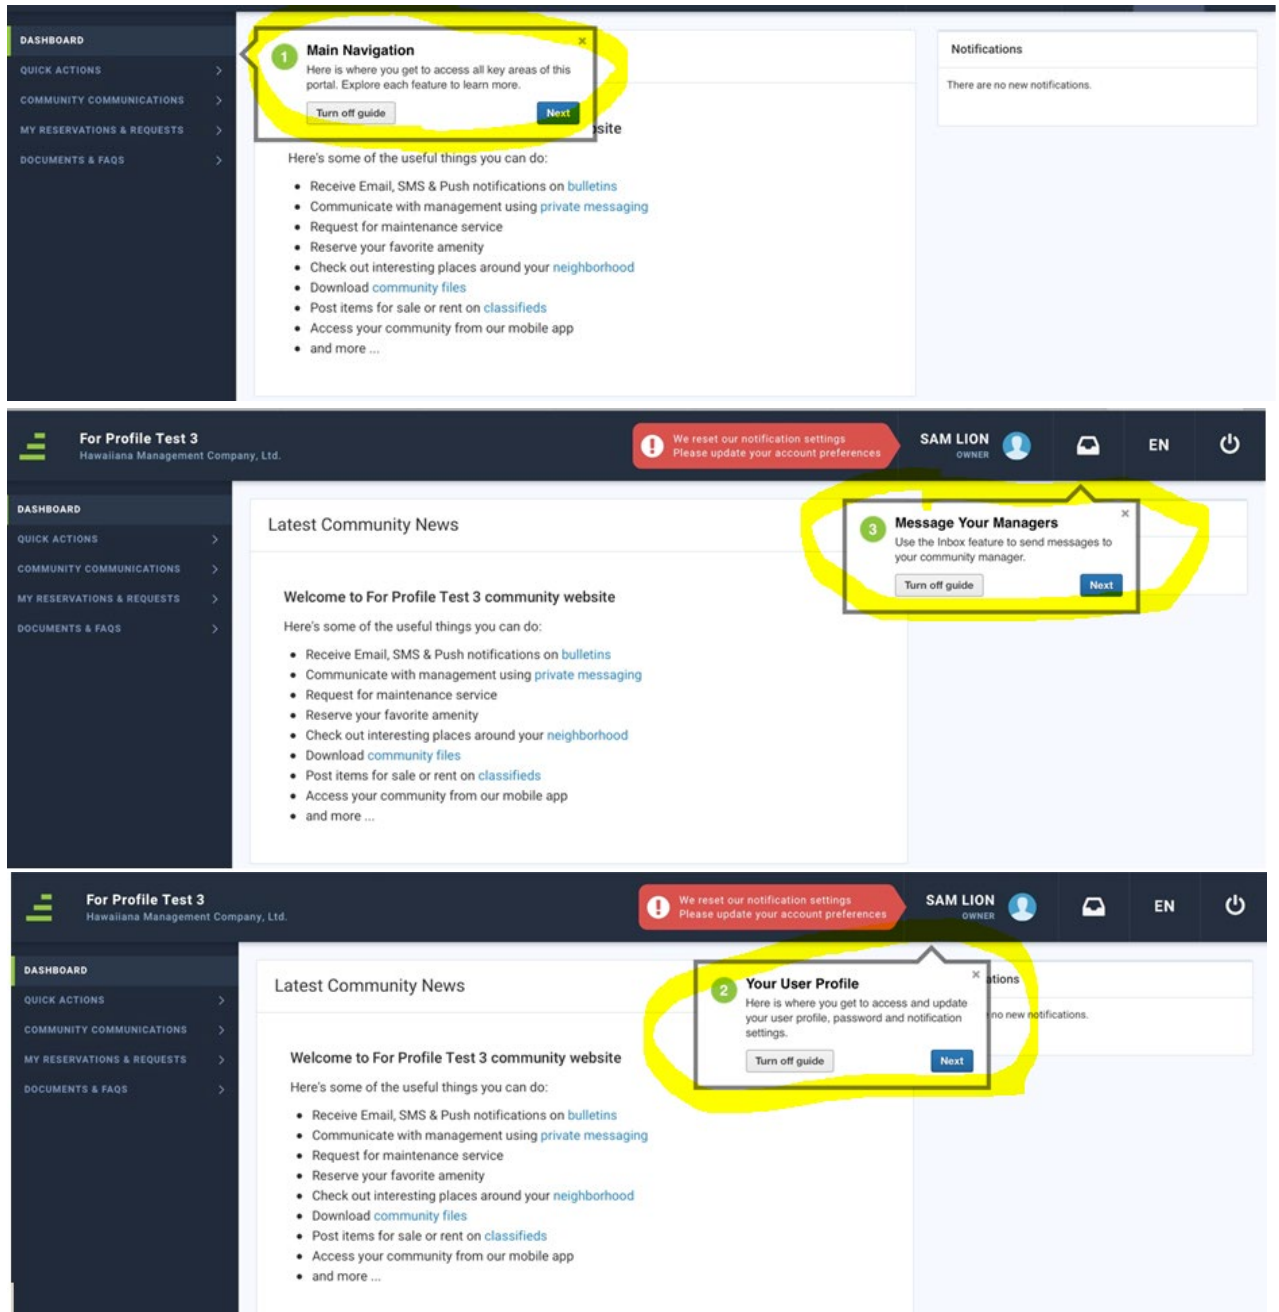 DASHBOARD
QUICK ACTIONS
COMMUNITY COMMUNICATIONS
MY RESERVATIONS & REQUESTS
DOCUMENTS & FAQS
1
Main Navigation
Here is where you get to access all key areas of this
portal. Explore each feature to learn more.
Turn off guide
Next
Here's some of the useful things you can do:
Receive Email, SMS & Push notifications on bulletins
Communicate with management using private messaging
Request for maintenance service
Reserve your favorite amenity
Check out interesting places around your neighborhood
Download community files
Post items for sale or rent on classifieds
Access your community from our mobile app
and more ...
Notifications
There are no new notifications.
For Profile Test 3
Hawaiiana Management Company, Ltd.
We reset our notification settings
Please update your account preferences
SAM LION
OWNER
EN
DASHBOARD
QUICK ACTIONS
COMMUNITY COMMUNICATIONS
MY RESERVATIONS & REQUESTS
DOCUMENTS & FAQS
Latest Community News
Welcome to For Profile Test 3 community website
Here's some of the useful things you can do:
Receive Email, SMS & Push notifications on bulletins
Communicate with management using private messaging
Request for maintenance service
Reserve your favorite amenity
Check out interesting places around your neighborhood
Download community files
Post items for sale or rent on classifieds
Access your community from our mobile app
and more ...
3
Message Your Managers
Use the Inbox feature to send messages to
your community manager.
Turn off guide
Next
For Profile Test 3
Hawaiiana Management Company, Ltd.
We reset our notification settings
Please update your account preferences
SAM LION
OWNER
EN
DASHBOARD
QUICK ACTIONS
COMMUNITY COMMUNICATIONS
MY RESERVATIONS & REQUESTS
DOCUMENTS & FAQS
Latest Community News
Welcome to For Profile Test 3 community website
Here's some of the useful things you can do:
Receive Email, SMS & Push notifications on bulletins
Communicate with management using private messaging
Request for maintenance service
Reserve your favorite amenity
Check out interesting places around your neighborhood
Download community files
Post items for sale or rent on classifieds
Access your community from our mobile app
and more ...
2
Your User Profile
Here is where you get to access and update
your user profile, password and notification
settings.
Turn off guide
Next
no new notifications.